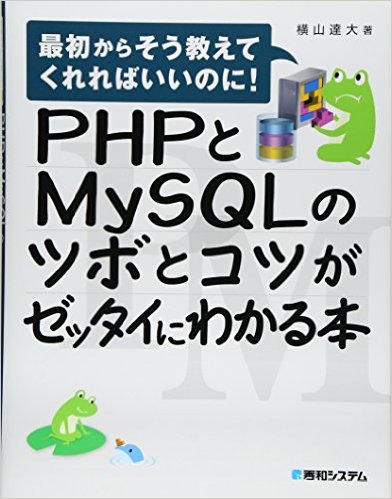 最初からそう教えて
くれればいいのに!
横山達大 著
PHPと
MySQLの
ツボとコツが
ゼッタイにわかる本
秀和システム